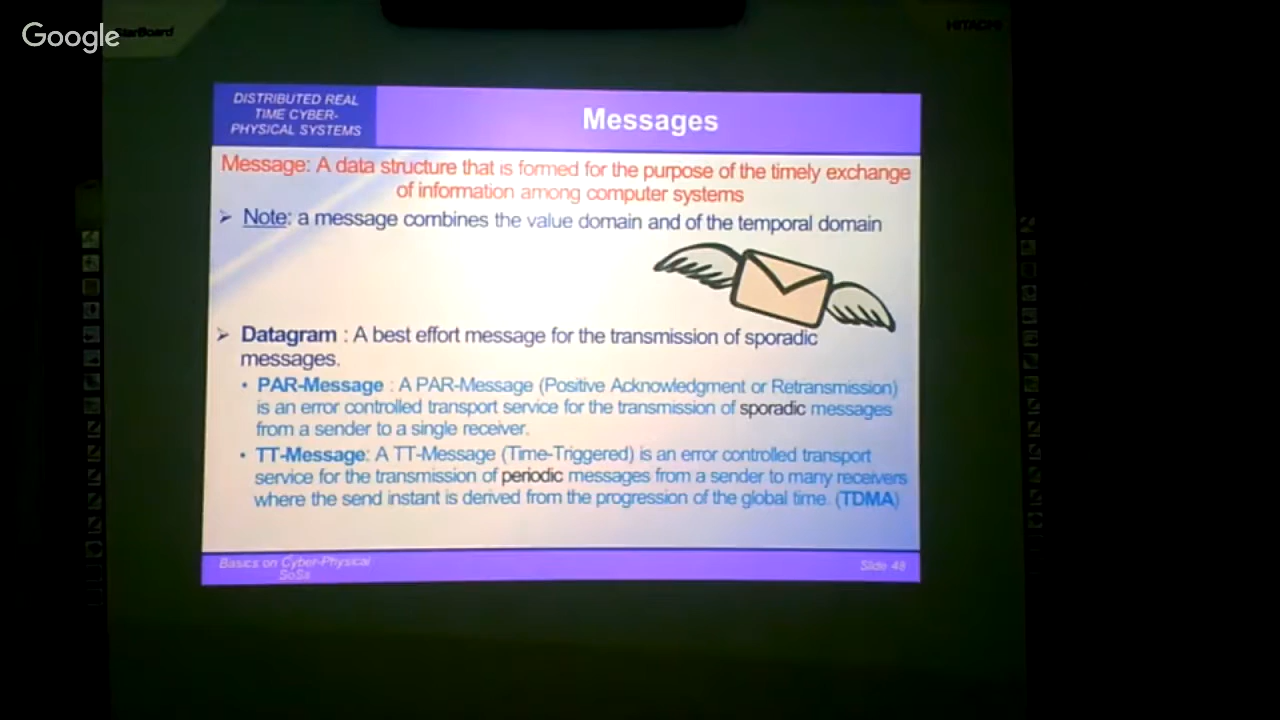 Google
StarBoard
HITACHI
DISTRIBUTED REAL
TIME CYBER-
PHYSICAL SYSTEMS
Messages
Message: A data structure that is formed for the purpose of the timely exchange
of information among computer systems
➢ Note: a message combines the value domain and of the temporal domain
➢ Datagram : A best effort message for the transmission of sporadic
messages.
• PAR-Message : A PAR-Message (Positive Acknowledgment or Retransmission)
is an error controlled transport service for the transmission of sporadic messages
from a sender to a single receiver.
• TT-Message: A TT-Message (Time-Triggered) is an error controlled transport
service for the transmission of periodic messages from a sender to many receivers
where the send instant is derived from the progression of the global time. (TDMA)
Basics on Cyber-Physical
SoSs
Slide 48